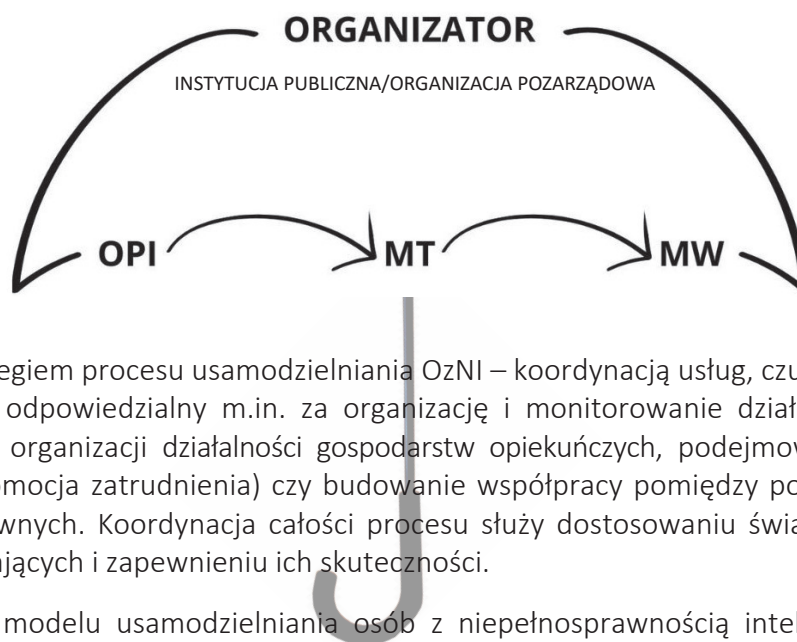 ORGANIZATOR
INSTYTUCJA PUBLICZNA/ORGANIZACJA POZARZĄDOWA
OPI MT MW
egiem procesu usamodzielniania OzNI – koordynacją usług, czu
odpowiedzialny m.in. za organizację i monitorowanie dział
organizacji działalności gospodarstw opiekuńczych, podejmow
omocja zatrudnienia) czy budowanie współpracy pomiędzy po
wnych. Koordynacja całości procesu służy dostosowaniu świa
ających i zapewnieniu ich skuteczności.
modelu usamodzielniania osób z niepełnosprawnością intel